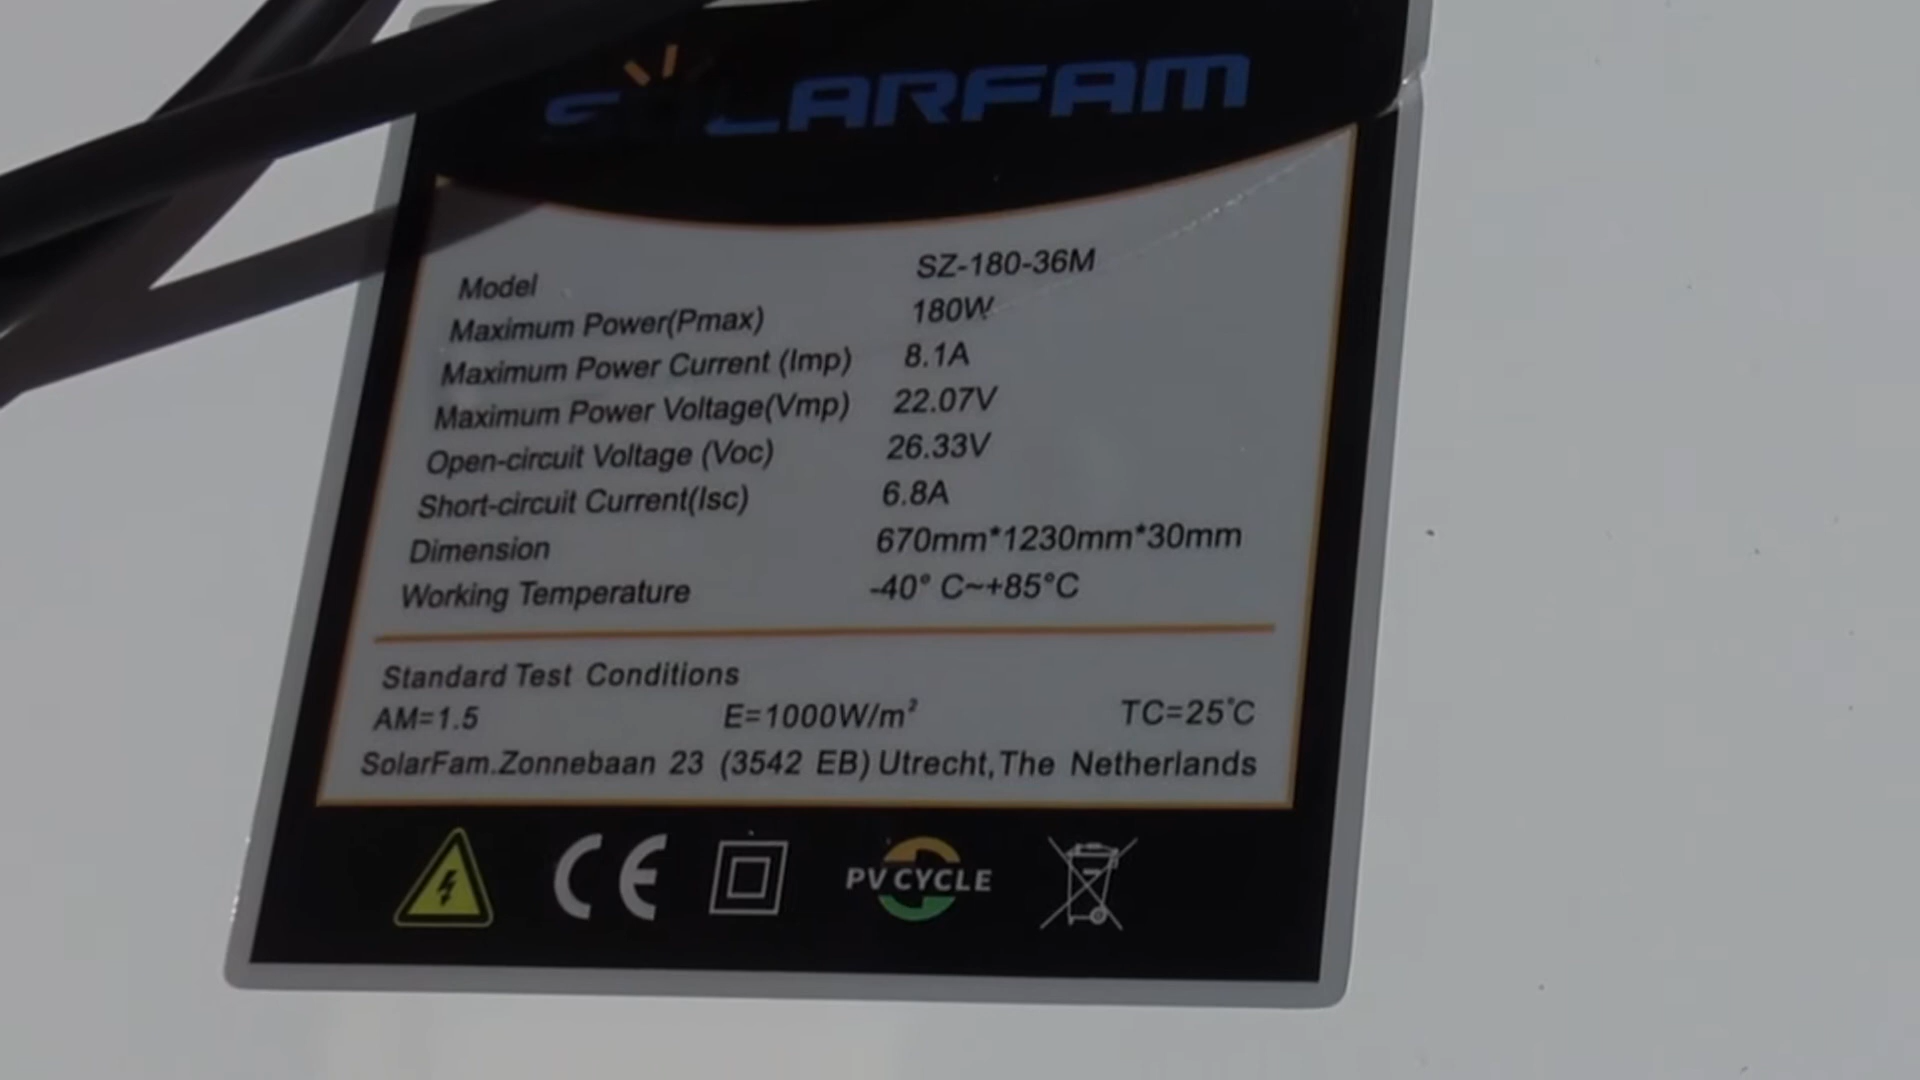 SOLARFAM
Model SZ-180-36M
Maximum Power(Pmax) 180W
Maximum Power Current (Imp) 8.1A
Maximum Power Voltage(Vmp) 22.07V
Open-circuit Voltage (Voc) 26.33V
Short-circuit Current(Isc) 6.8A
Dimension 670mm*1230mm*30mm
Working Temperature -40° C~+85°C
Standard Test Conditions
AM=1.5 E=1000W/m² TC=25°C
SolarFam.Zonnebaan 23 (3542 EB) Utrecht,The Netherlands
CE PV CYCLE